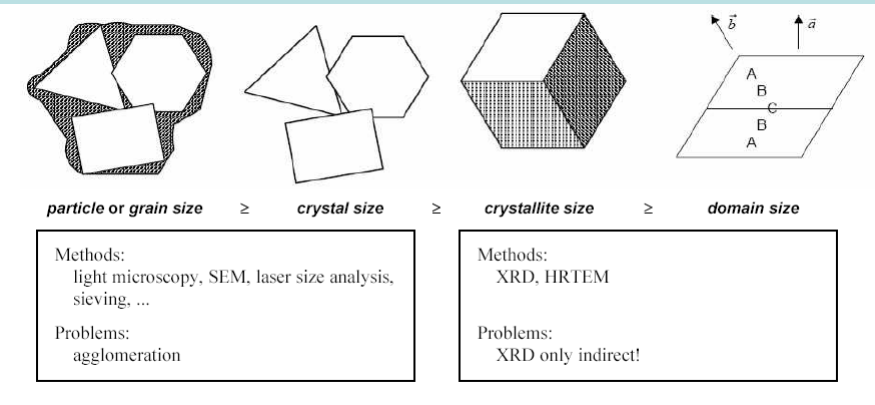 b⃗
a⃗
A
B
C
B
A
particle or grain size ≥ crystal size ≥ crystallite size ≥ domain size
Methods:
light microscopy, SEM, laser size analysis,
sieving, ...
Problems:
agglomeration
Methods:
XRD, HRTEM
Problems:
XRD only indirect!